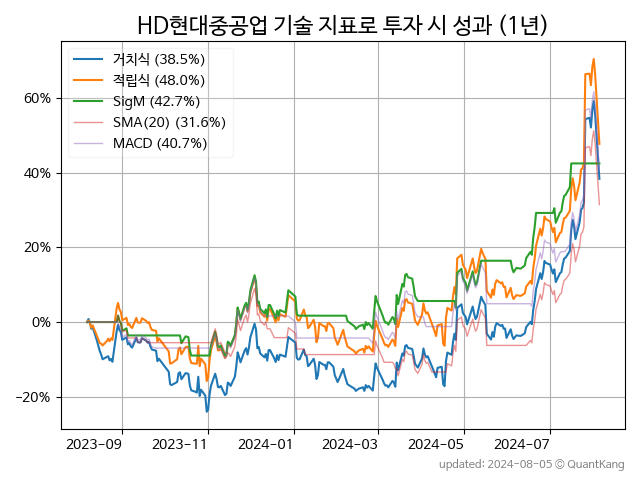 HD현대중공업 기술 지표로 투자 시 성과 (1년)
거치식 (38.5%)
적립식 (48.0%)
SigM (42.7%)
SMA(20) (31.6%)
MACD (40.7%)
60%
40%
20%
0%
−20%
2023-09 2023-11 2024-01 2024-03 2024-05 2024-07
updated: 2024-08-05 © QuantKang